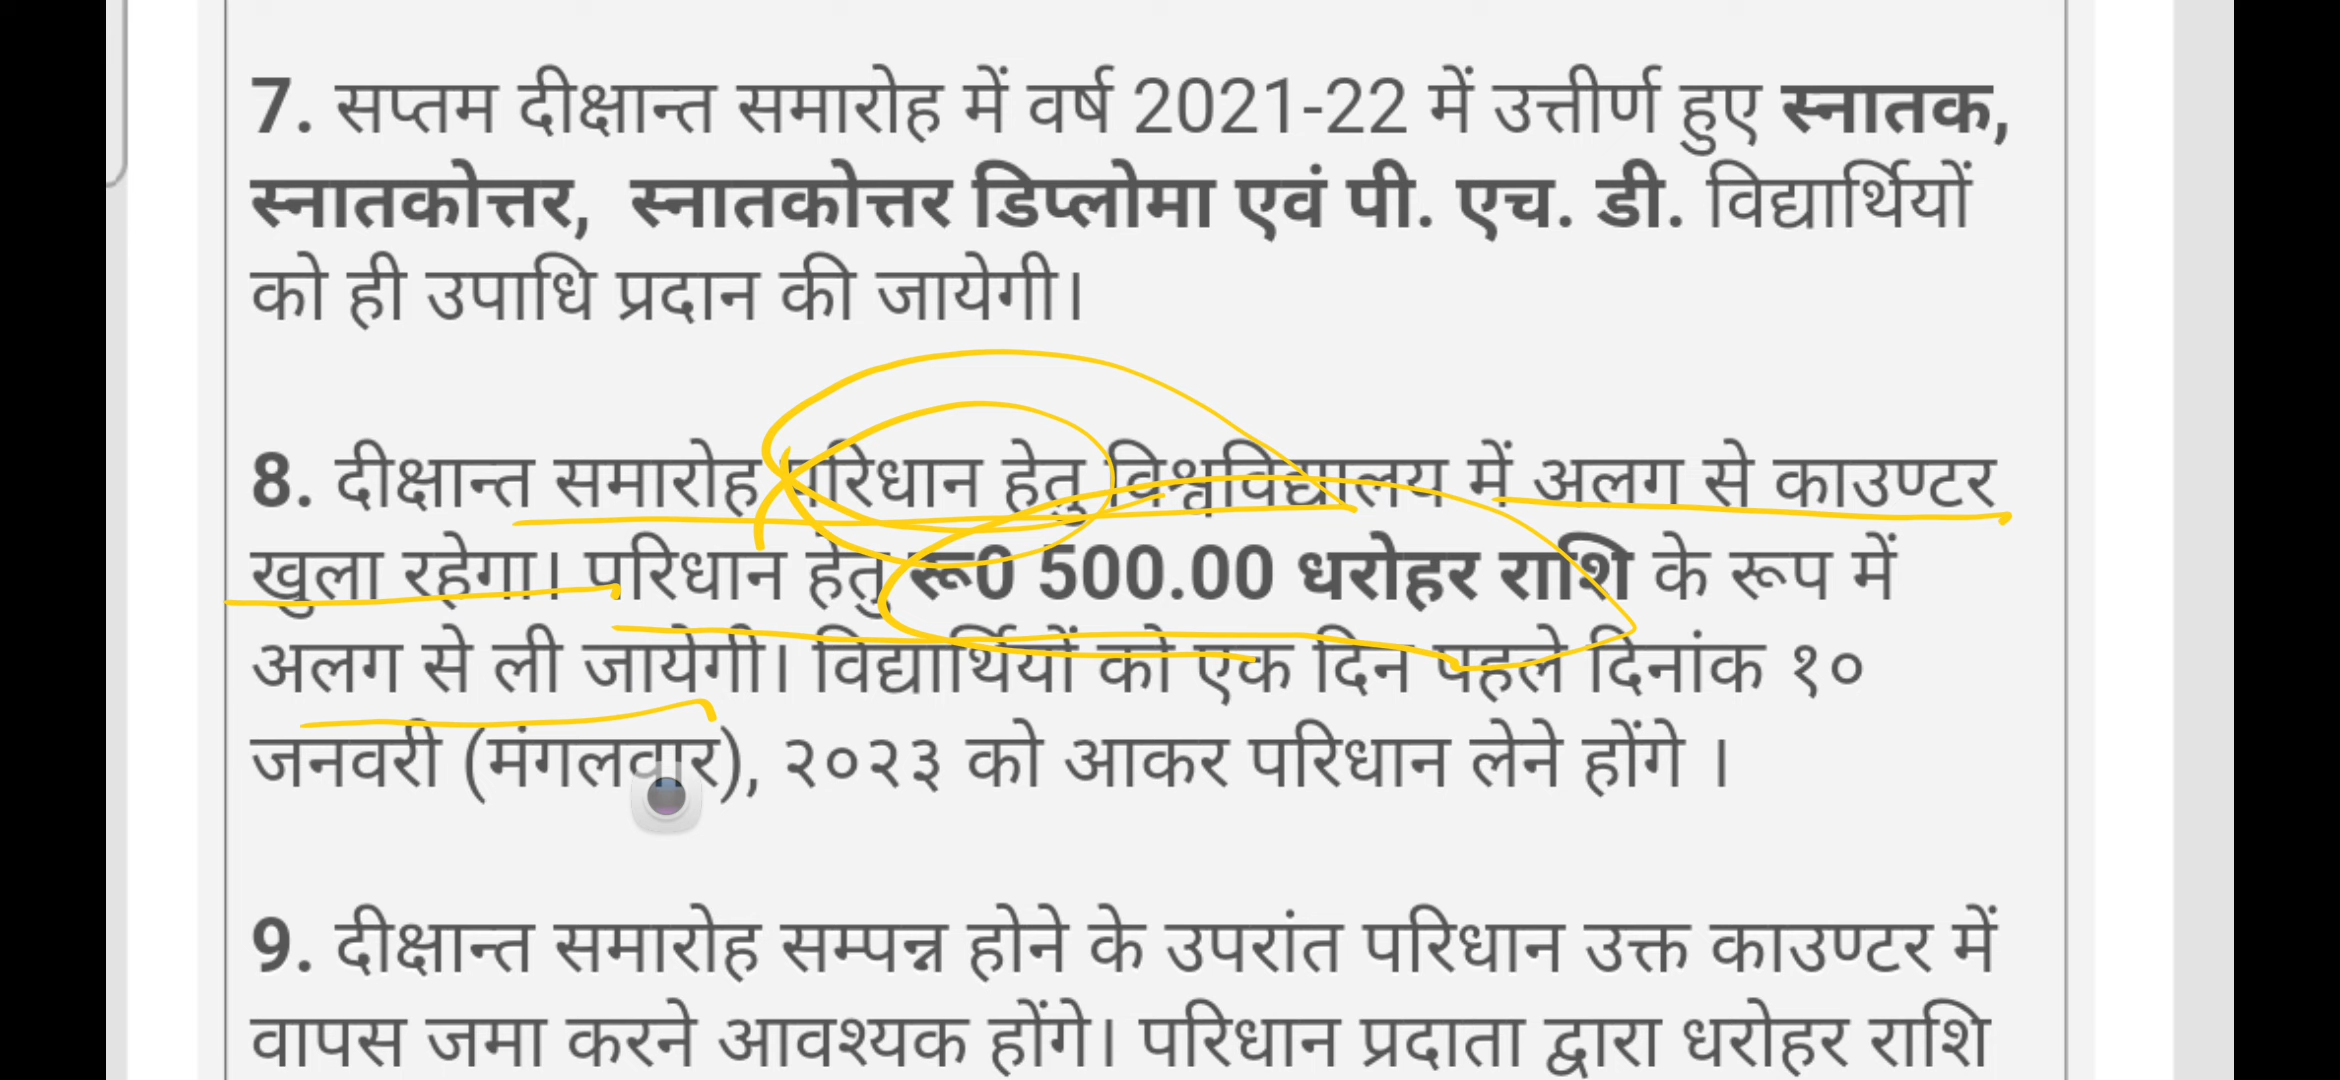 7. सप्तम दीक्षान्त समारोह में वर्ष 2021-22 में उत्तीर्ण हुए स्नातक,
स्नातकोत्तर, स्नातकोत्तर डिप्लोमा एवं पी. एच. डी. विद्यार्थियों
को ही उपाधि प्रदान की जायेगी।
8. दीक्षान्त समारोह परिधान हेतु विश्वविद्यालय में अलग से काउण्टर
खुला रहेगा। परिधान हेतु रू0 500.00 धरोहर राशि के रूप में
अलग से ली जायेगी। विद्यार्थियों को एक दिन पहले दिनांक १०
जनवरी (मंगलवार), २०२३ को आकर परिधान लेने होंगे ।
9. दीक्षान्त समारोह सम्पन्न होने के उपरांत परिधान उक्त काउण्टर में
वापस जमा करने आवश्यक होंगे। परिधान प्रदाता द्वारा धरोहर राशि